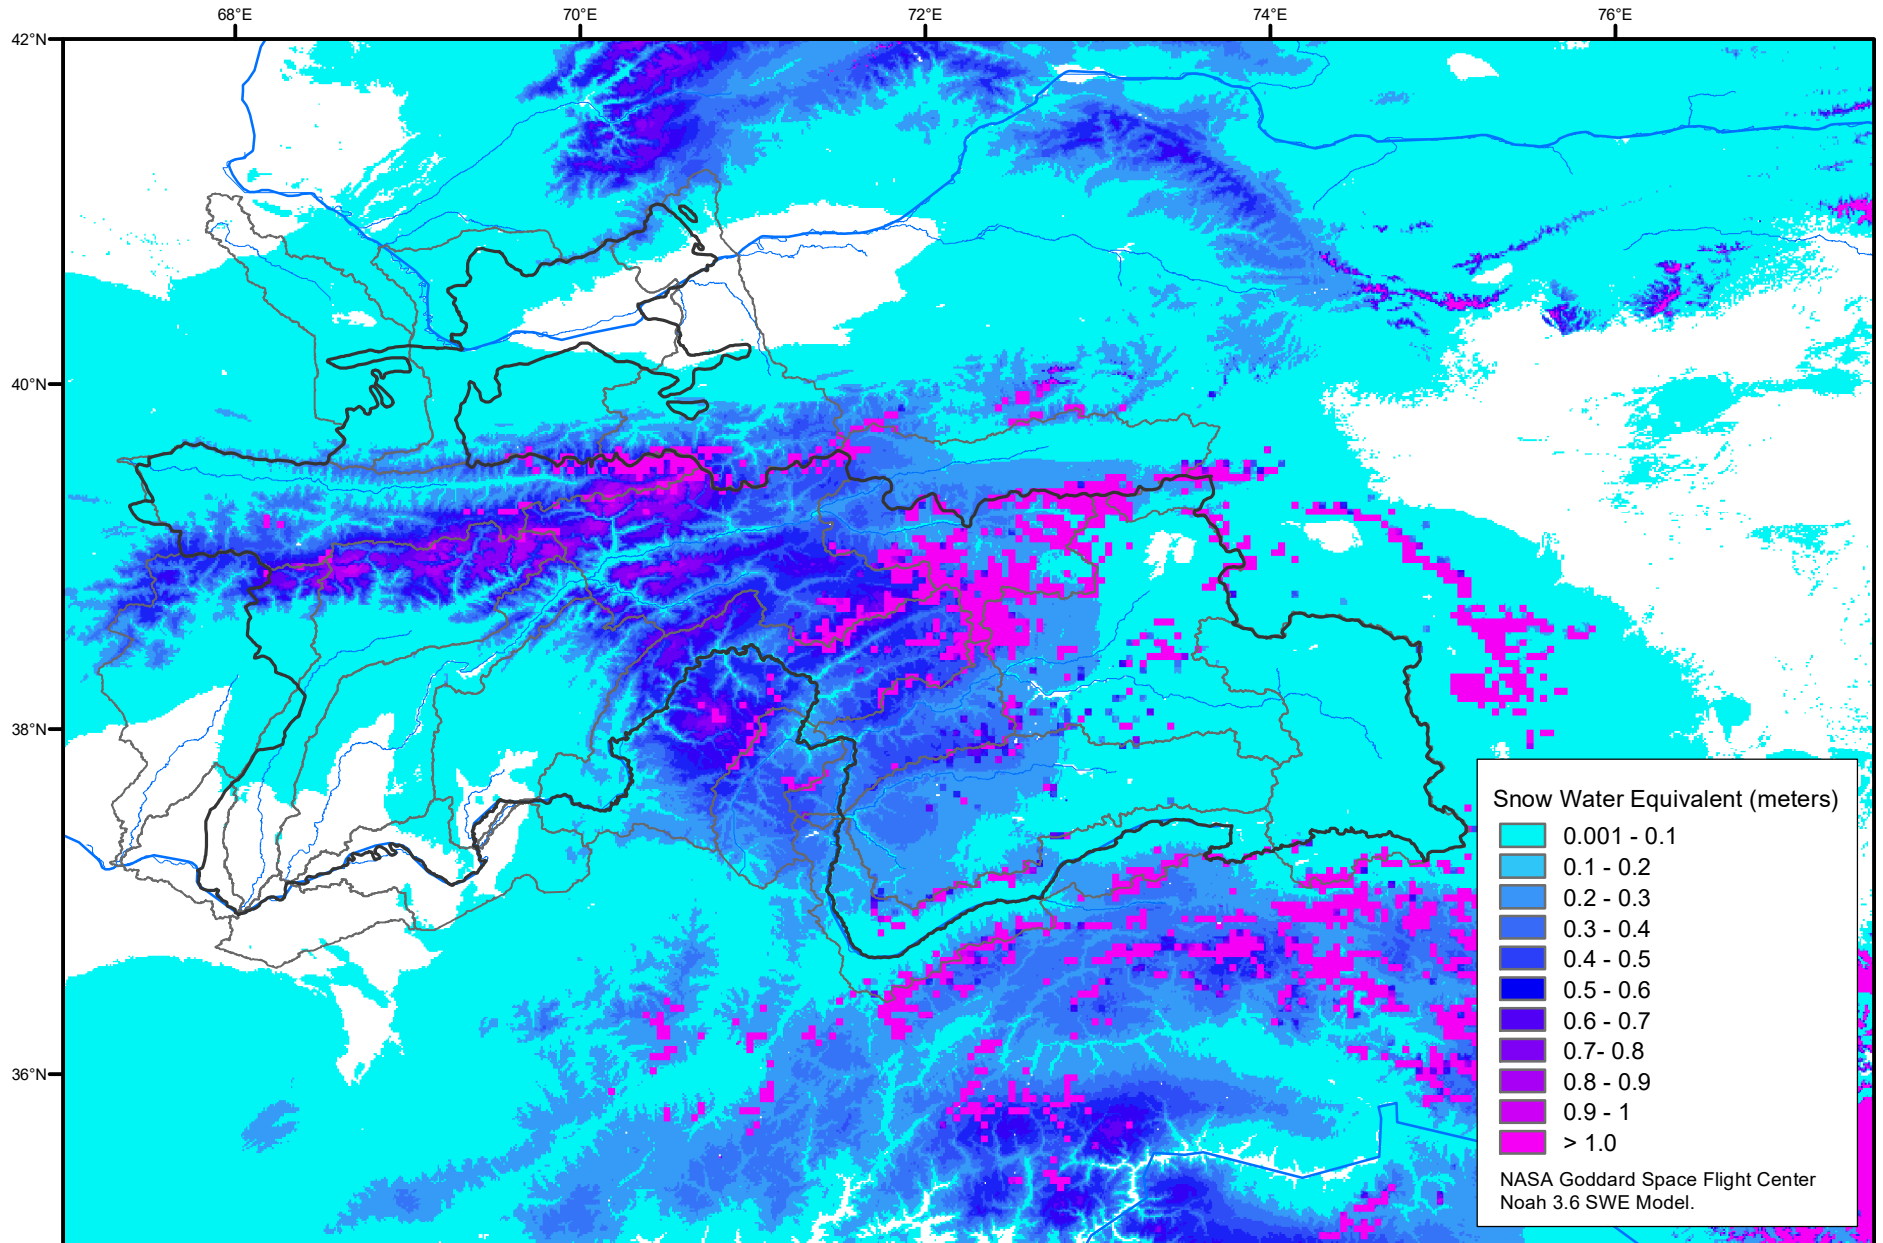 68°E 70°E 72°E 74°E 76°E
42°N
40°N
38°N
36°N
Snow Water Equivalent (meters)
0.001 - 0.1
0.1 - 0.2
0.2 - 0.3
0.3 - 0.4
0.4 - 0.5
0.5 - 0.6
0.6 - 0.7
0.7- 0.8
0.8 - 0.9
0.9 - 1
> 1.0
NASA Goddard Space Flight Center
Noah 3.6 SWE Model.